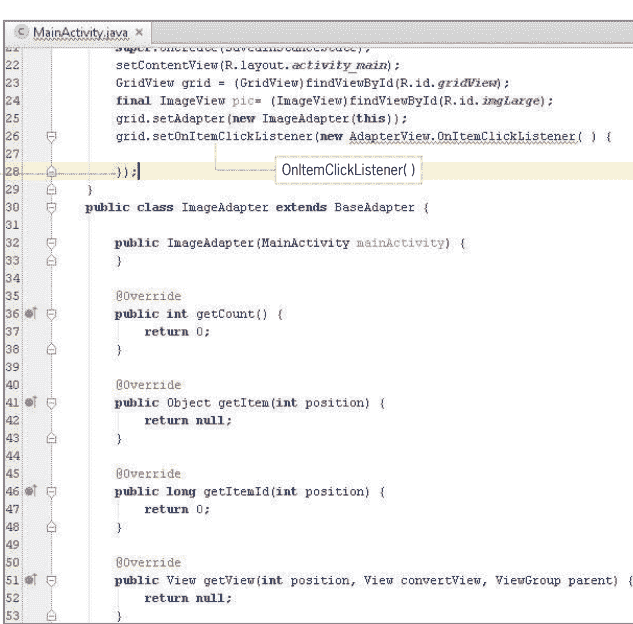 MainActivity.java ×
21 super.onCreate(savedInstanceState);
22 setContentView(R.layout.activity_main);
23 GridView grid = (GridView)findViewById(R.id.gridView);
24 final ImageView pic= (ImageView)findViewById(R.id.imgLarge);
25 grid.setAdapter(new ImageAdapter(this));
26 grid.setOnItemClickListener(new AdapterView.OnItemClickListener( ) {
27
28 });
OnItemClickListener( )
29 }
30 public class ImageAdapter extends BaseAdapter {
31
32 public ImageAdapter(MainActivity mainActivity) {
33 }
34
35 @Override
36 public int getCount() {
37 return 0;
38 }
39
40 @Override
41 public Object getItem(int position) {
42 return null;
43 }
44
45 @Override
46 public long getItemId(int position) {
47 return 0;
48 }
49
50 @Override
51 public View getView(int position, View convertView, ViewGroup parent) {
52 return null;
53 }